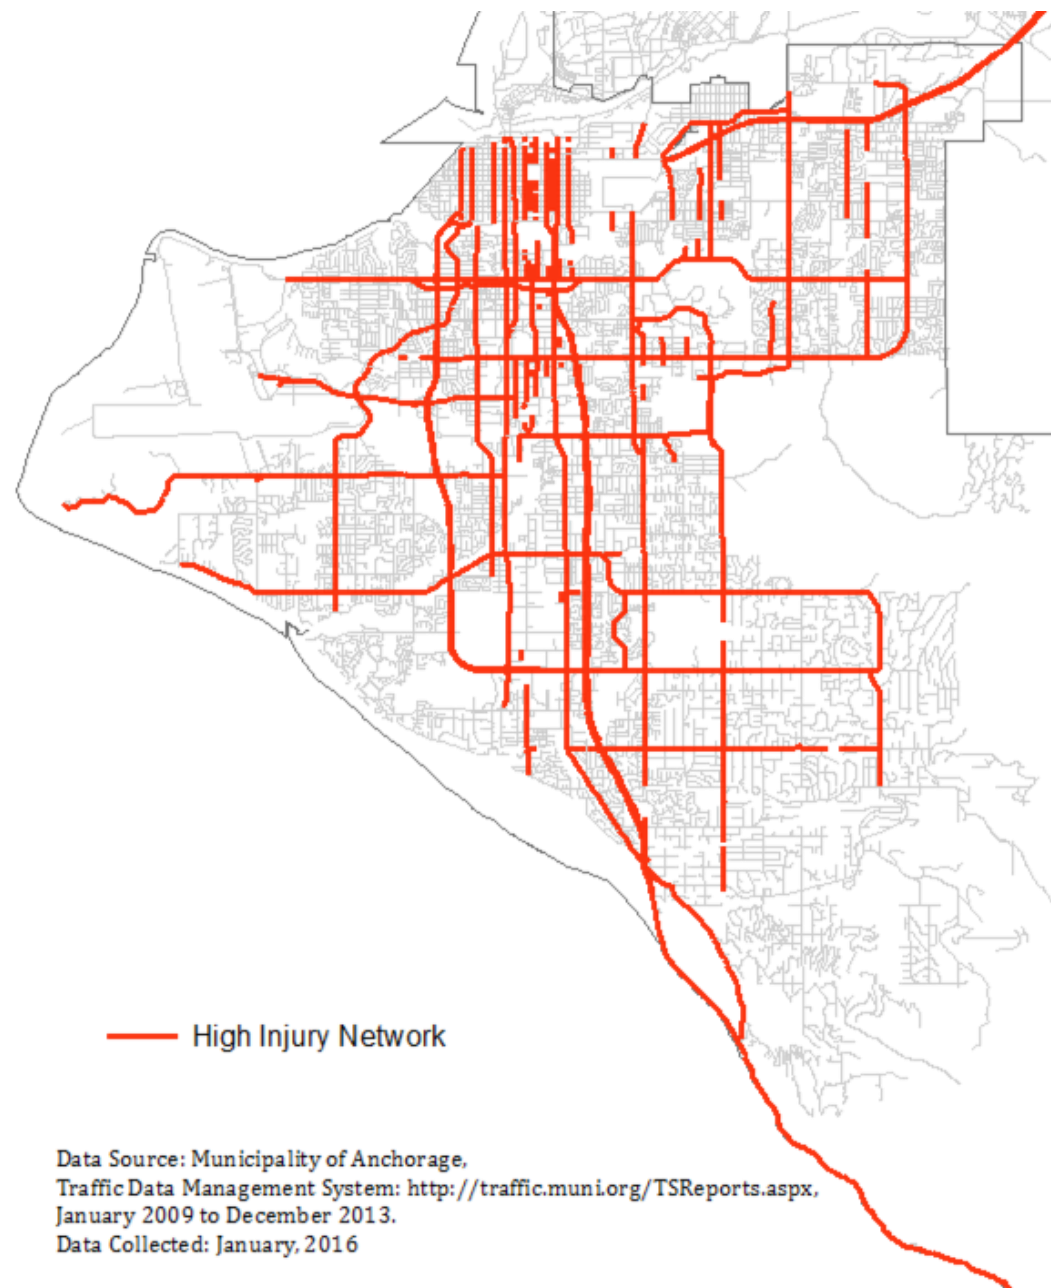 High Injury Network
Data Source: Municipality of Anchorage,
Traffic Data Management System: http://traffic.muni.org/TSReports.aspx,
January 2009 to December 2013.
Data Collected: January, 2016